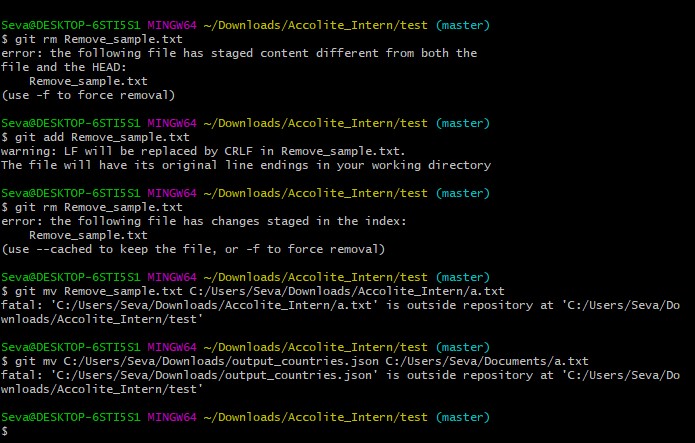 Seva@DESKTOP-6STI5S1 MINGW64 ~/Downloads/Accolite_Intern/test (master)
$ git rm Remove_sample.txt
error: the following file has staged content different from both the
file and the HEAD:
    Remove_sample.txt
(use -f to force removal)

Seva@DESKTOP-6STI5S1 MINGW64 ~/Downloads/Accolite_Intern/test (master)
$ git add Remove_sample.txt
warning: LF will be replaced by CRLF in Remove_sample.txt.
The file will have its original line endings in your working directory

Seva@DESKTOP-6STI5S1 MINGW64 ~/Downloads/Accolite_Intern/test (master)
$ git rm Remove_sample.txt
error: the following file has changes staged in the index:
    Remove_sample.txt
(use --cached to keep the file, or -f to force removal)

Seva@DESKTOP-6STI5S1 MINGW64 ~/Downloads/Accolite_Intern/test (master)
$ git mv Remove_sample.txt C:/Users/Seva/Downloads/Accolite_Intern/a.txt
fatal: 'C:/Users/Seva/Downloads/Accolite_Intern/a.txt' is outside repository at 'C:/Users/Seva/Do
wnloads/Accolite_Intern/test'

Seva@DESKTOP-6STI5S1 MINGW64 ~/Downloads/Accolite_Intern/test (master)
$ git mv C:/Users/Seva/Downloads/output_countries.json C:/Users/Seva/Documents/a.txt
fatal: 'C:/Users/Seva/Downloads/output_countries.json' is outside repository at 'C:/Users/Seva/Do
wnloads/Accolite_Intern/test'

Seva@DESKTOP-6STI5S1 MINGW64 ~/Downloads/Accolite_Intern/test (master)
$